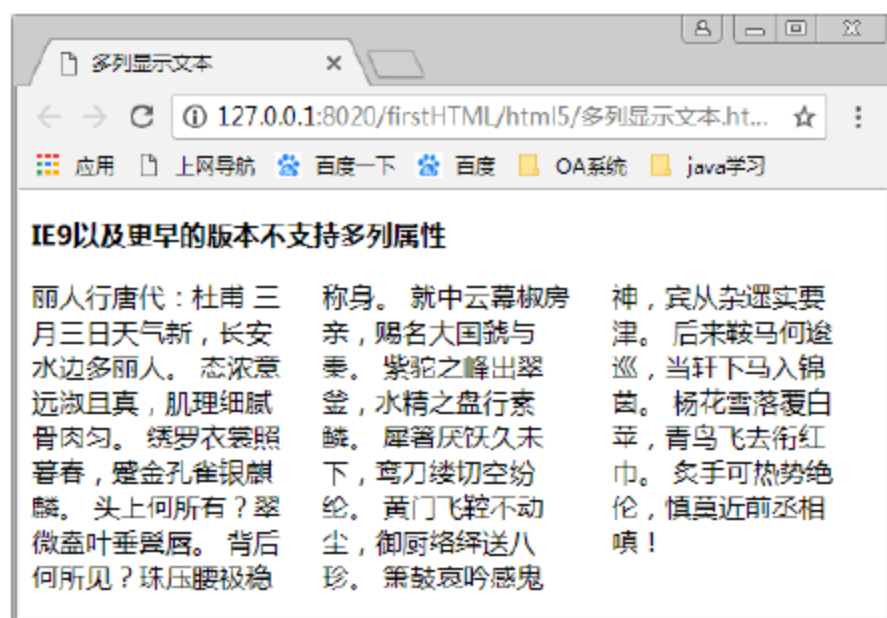 多列显示文本
127.0.0.1:8020/firstHTML/html5/多列显示文本.ht...
应用 上网导航 百度一下 百度 OA系统 java学习
IE9以及更早的版本不支持多列属性
丽人行唐代：杜甫 三
月三日天气新，长安
水边多丽人。 态浓意
远淑且真，肌理细腻
骨肉匀。 绣罗衣裳照
暮春，蹙金孔雀银麒
麟。 头上何所有？翠
微盍叶垂鬓唇。 背后
何所见？珠压腰衱稳
称身。 就中云幕椒房
亲，赐名大国虢与
秦。 紫驼之峰出翠
釜，水精之盘行素
鳞。 犀箸厌饫久未
下，鸾刀缕切空纷
纶。 黄门飞鞚不动
尘，御厨络绎送八
珍。 箫鼓哀吟感鬼
神，宾从杂遝实要
津。 后来鞍马何逡
巡，当轩下马入锦
茵。 杨花雪落覆白
苹，青鸟飞去衔红
巾。 炙手可热势绝
伦，慎莫近前丞相
嗔！